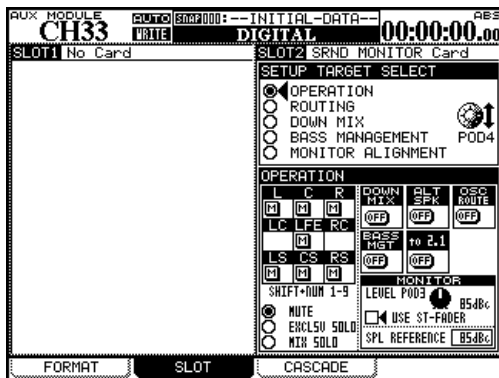 AUX MODULE
CH33
AUTO
WRITE
SNAP000:--INITIAL-DATA--
DIGITAL
ABS
00:00:00.00
SLOT1 No Card
SLOT2 SRND MONITOR Card
SETUP TARGET SELECT
OPERATION
ROUTING
DOWN MIX
BASS MANAGEMENT
MONITOR ALIGNMENT
POD4
OPERATION
L C R
M M M
LC LFE RC
M
LS CS RS
M M M
SHIFT+NUM 1-9
MUTE
EXCLSV SOLO
MIX SOLO
DOWN MIX
OFF
ALT SPK
OFF
OSC ROUTE
OFF
BASS MGT
OFF
to 2.1
OFF
MONITOR
LEVEL POD3
85dBc
USE ST-FADER
SPL REFERENCE 85dBc
FORMAT
SLOT
CASCADE